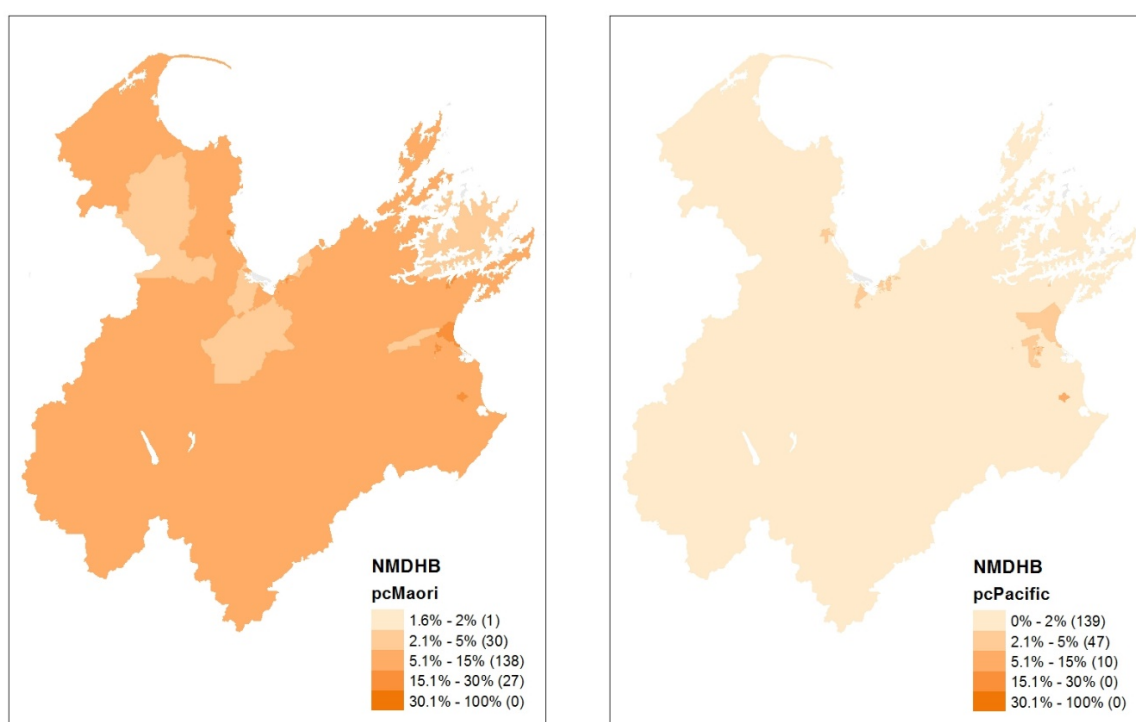 NMDHB
pcMaori
1.6% - 2% (1)
2.1% - 5% (30)
5.1% - 15% (138)
15.1% - 30% (27)
30.1% - 100% (0)
NMDHB
pcPacific
0% - 2% (139)
2.1% - 5% (47)
5.1% - 15% (10)
15.1% - 30% (0)
30.1% - 100% (0)